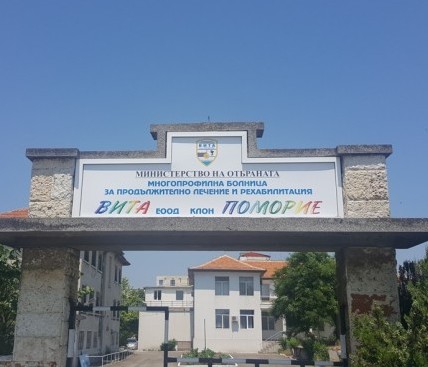 МИНИСТЕРСТВО НА ОТБРАНАТА
МНОГОПРОФИЛНА БОЛНИЦА
ЗА ПРОДЪЛЖИТЕЛНО ЛЕЧЕНИЕ И РЕХАБИЛИТАЦИЯ
ВИТА ЕООД КЛОН ПОМОРИЕ